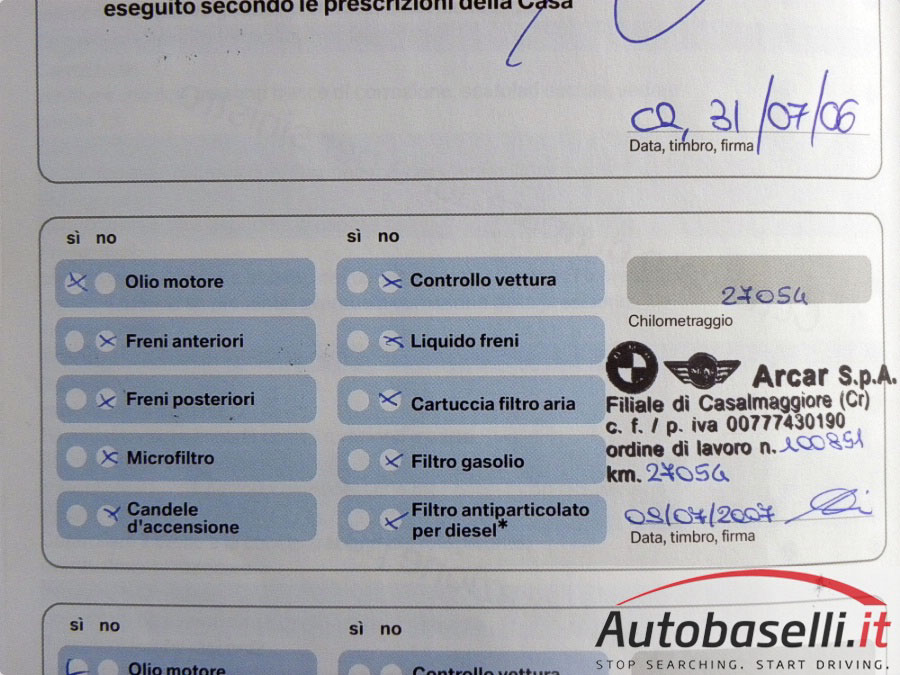 eseguito secondo le prescrizioni della Casa
CR, 31/07/06
Data, timbro, firma
sì no
Olio motore
Freni anteriori
Freni posteriori
Microfiltro
Candele
d'accensione
sì no
Controllo vettura
Liquido freni
Cartuccia filtro aria
Filtro gasolio
Filtro antiparticolato
per diesel*
27054
Chilometraggio
MINI
Arcar S.p.A.
Filiale di Casalmaggiore (Cr)
c. f. / p. iva 00777430190
ordine di lavoro n. 100851
km. 27054
09/07/2007
Data, timbro, firma
sì no
Olio motore
sì no
Controllo vettura
Autobaselli.it
STOP SEARCHING. START DRIVING.